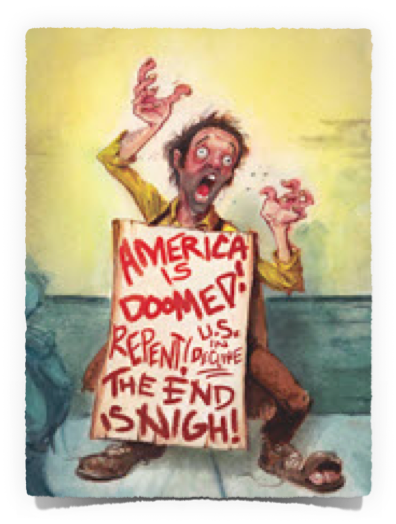 AMERICA
IS
DOOMED!
REPENT!
U.S.
IN
DECLINE
THE END
IS NIGH!